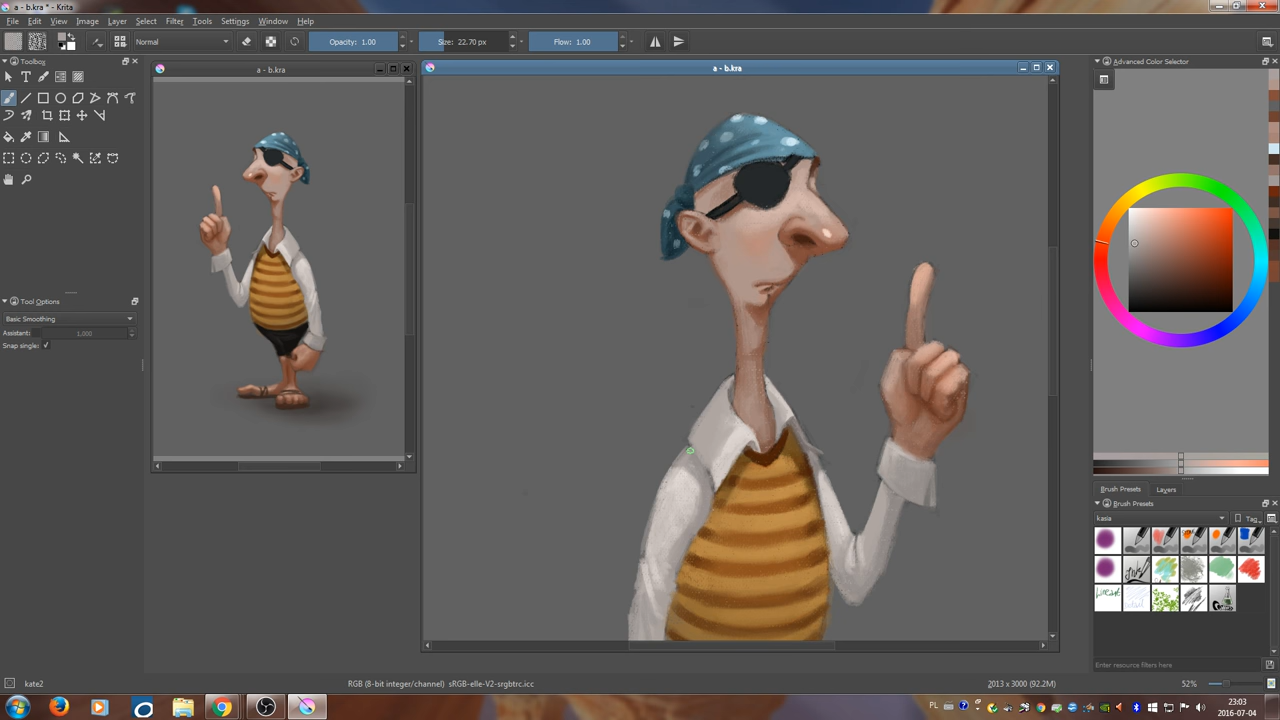 a - b.kra * - Krita
File Edit View Image Layer Select Filter Tools Settings Window Help
Normal Opacity: 1.00 Size: 22.70 px Flow: 1.00
Toolbox
a - b.kra
a - b.kra
Advanced Color Selector
Tool Options
Basic Smoothing
Assistant: 1,000
Snap single:
Brush Presets Layers
Brush Presets
kasia Tag
Enter resource filters here
kate2 RGB (8-bit integer/channel) sRGB-elle-V2-srgbtrc.icc 2013 x 3000 (92.2M) 52%
PL 23:03
2016-07-04